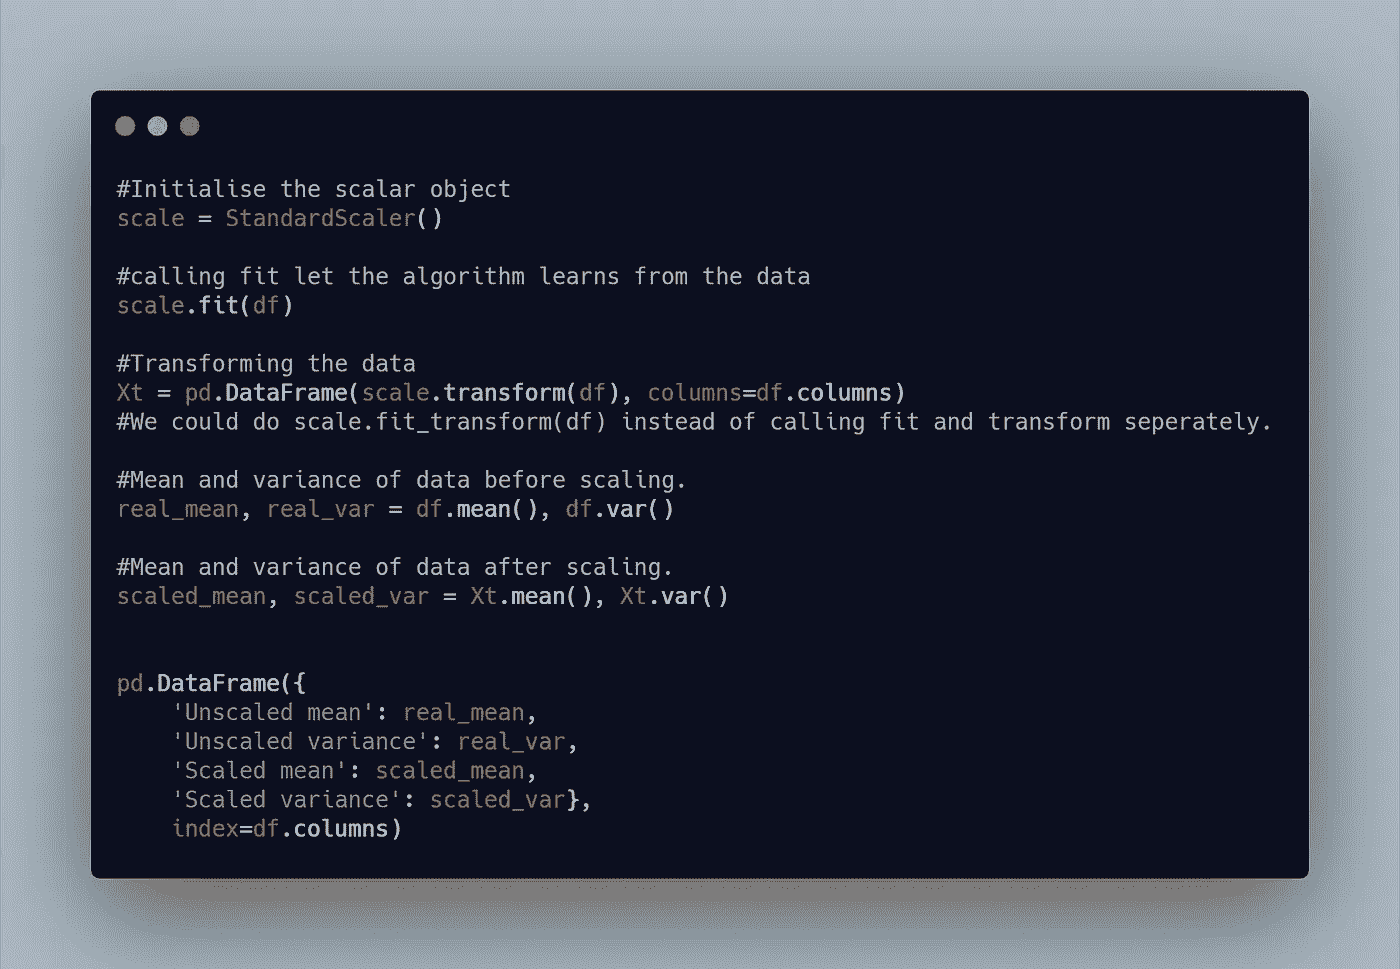 #Initialise the scalar object
scale = StandardScaler()
#calling fit let the algorithm learns from the data
scale.fit(df)
#Transforming the data
Xt = pd.DataFrame(scale.transform(df), columns=df.columns)
#We could do scale.fit_transform(df) instead of calling fit and transform seperately.
#Mean and variance of data before scaling.
real_mean, real_var = df.mean(), df.var()
#Mean and variance of data after scaling.
scaled_mean, scaled_var = Xt.mean(), Xt.var()
pd.DataFrame({
    'Unscaled mean': real_mean,
    'Unscaled variance': real_var,
    'Scaled mean': scaled_mean,
    'Scaled variance': scaled_var},
    index=df.columns)